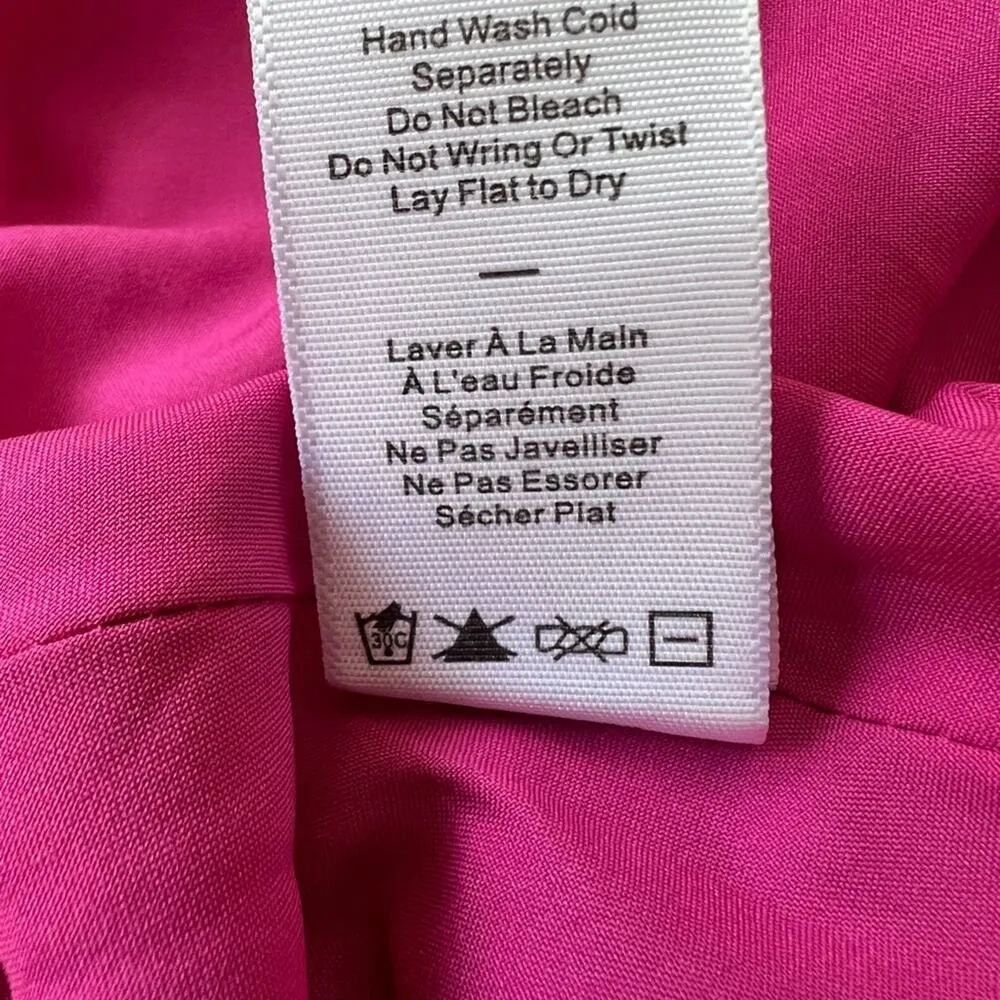 Hand Wash Cold
Separately
Do Not Bleach
Do Not Wring Or Twist
Lay Flat to Dry
—
Laver À La Main
À L'eau Froide
Séparément
Ne Pas Javelliser
Ne Pas Essorer
Sécher Plat
30C